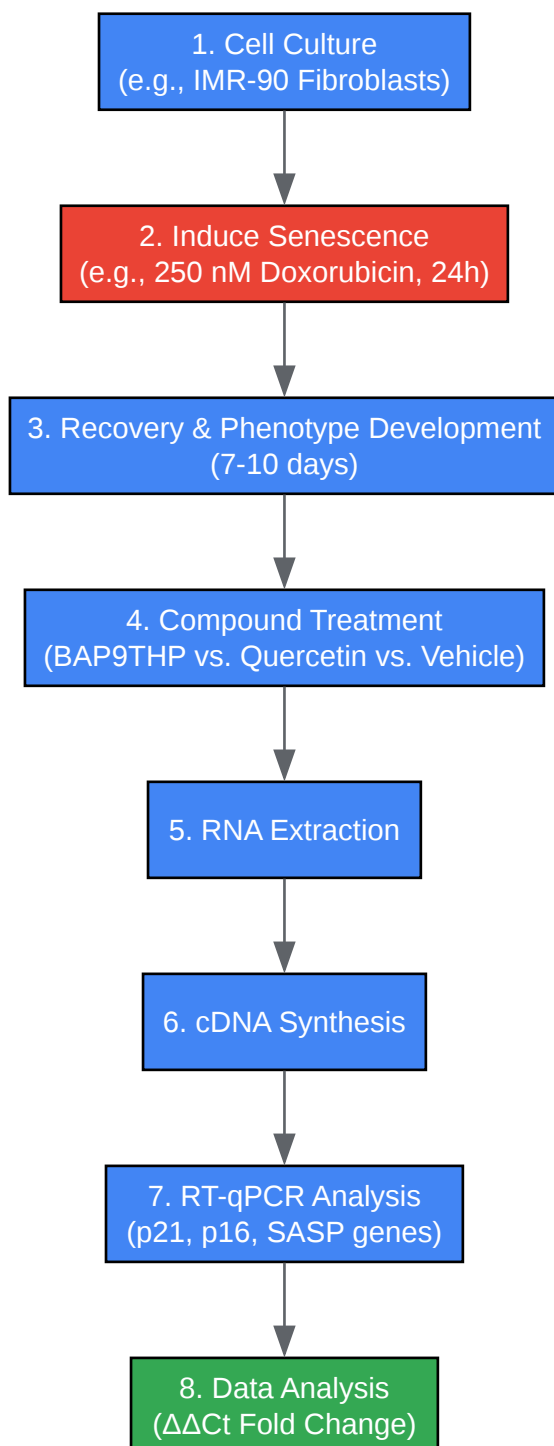 1. Cell Culture
(e.g., IMR-90 Fibroblasts)
2. Induce Senescence
(e.g., 250 nM Doxorubicin, 24h)
3. Recovery & Phenotype Development
(7-10 days)
4. Compound Treatment
(BAP9THP vs. Quercetin vs. Vehicle)
5. RNA Extraction
6. cDNA Synthesis
7. RT-qPCR Analysis
(p21, p16, SASP genes)
8. Data Analysis
(ΔΔCt Fold Change)